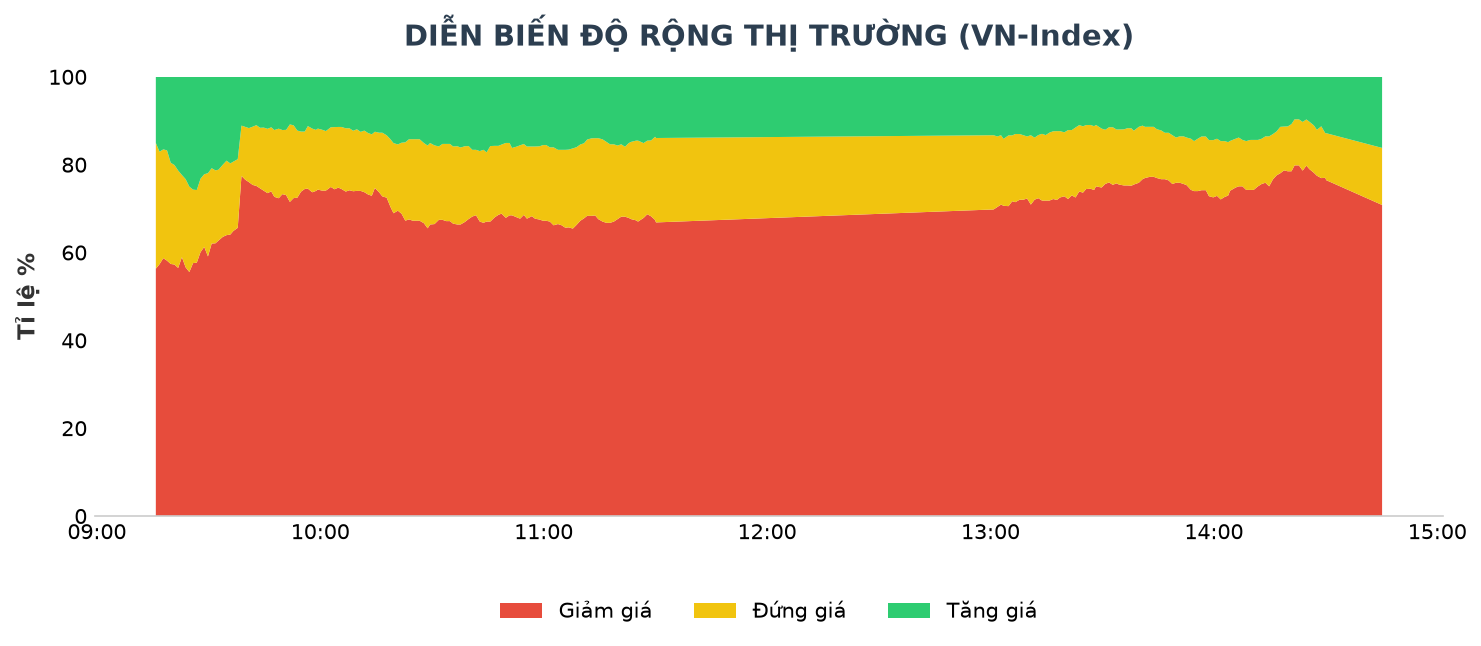 DIỄN BIẾN ĐỘ RỘNG THỊ TRƯỜNG (VN-Index)
Tỉ lệ %
100
80
60
40
20
0
09:00 10:00 11:00 12:00 13:00 14:00 15:00
Giảm giá Đứng giá Tăng giá